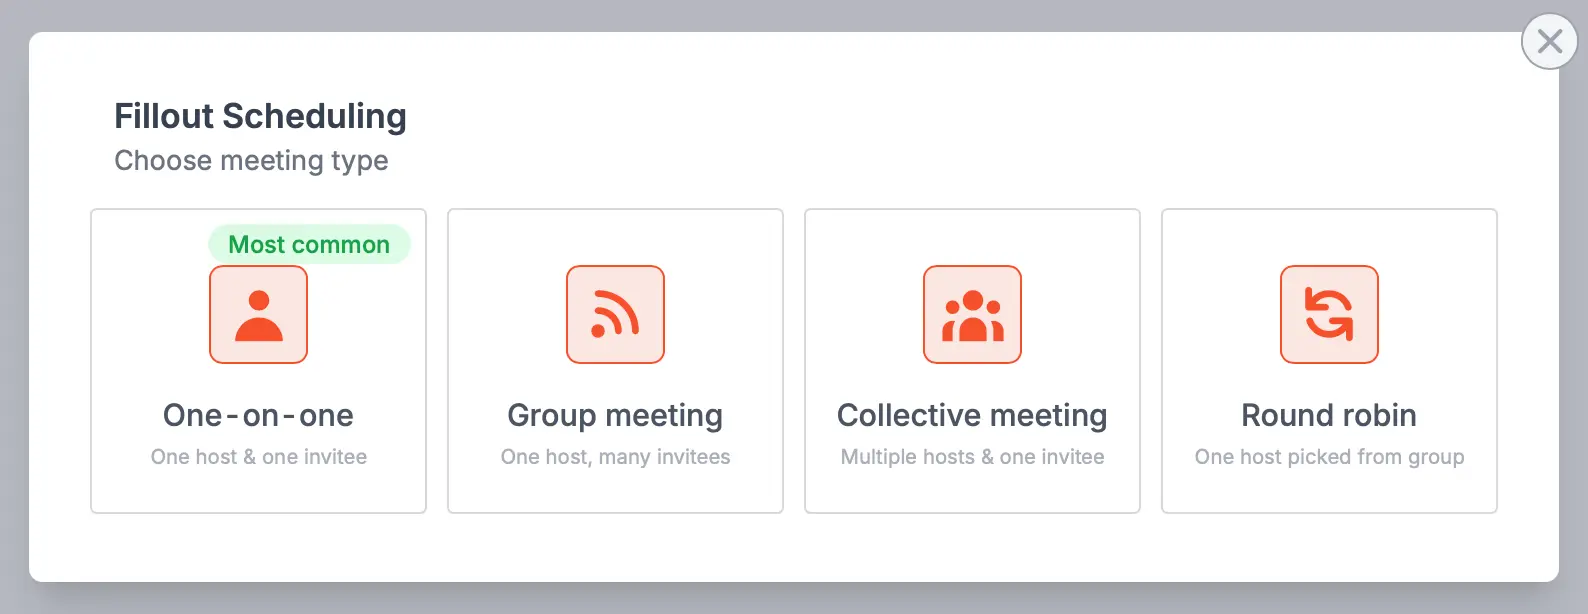 Fillout Scheduling
Choose meeting type
Most common
One-on-one
One host & one invitee
Group meeting
One host, many invitees
Collective meeting
Multiple hosts & one invitee
Round robin
One host picked from group